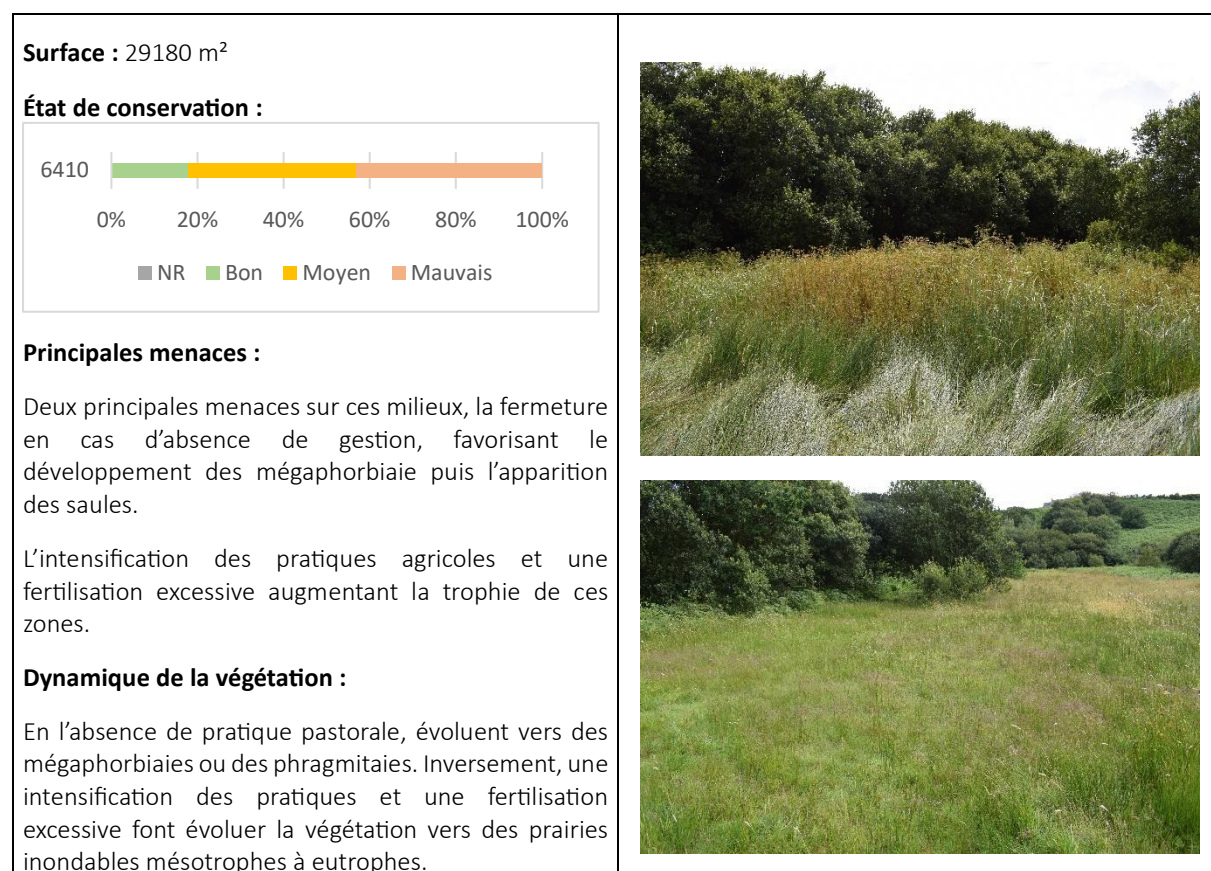 Surface : 29180 m²
État de conservation :
6410
0% 20% 40% 60% 80% 100%
NR Bon Moyen Mauvais
Principales menaces :
Deux principales menaces sur ces milieux, la fermeture
en cas d’absence de gestion, favorisant le
développement des mégaphorbiaie puis l’apparition
des saules.
L’intensification des pratiques agricoles et une
fertilisation excessive augmentant la trophie de ces
zones.
Dynamique de la végétation :
En l’absence de pratique pastorale, évoluent vers des
mégaphorbiaies ou des phragmitaies. Inversement, une
intensification des pratiques et une fertilisation
excessive font évoluer la végétation vers des prairies
inondables mésotrophes à eutrophes.